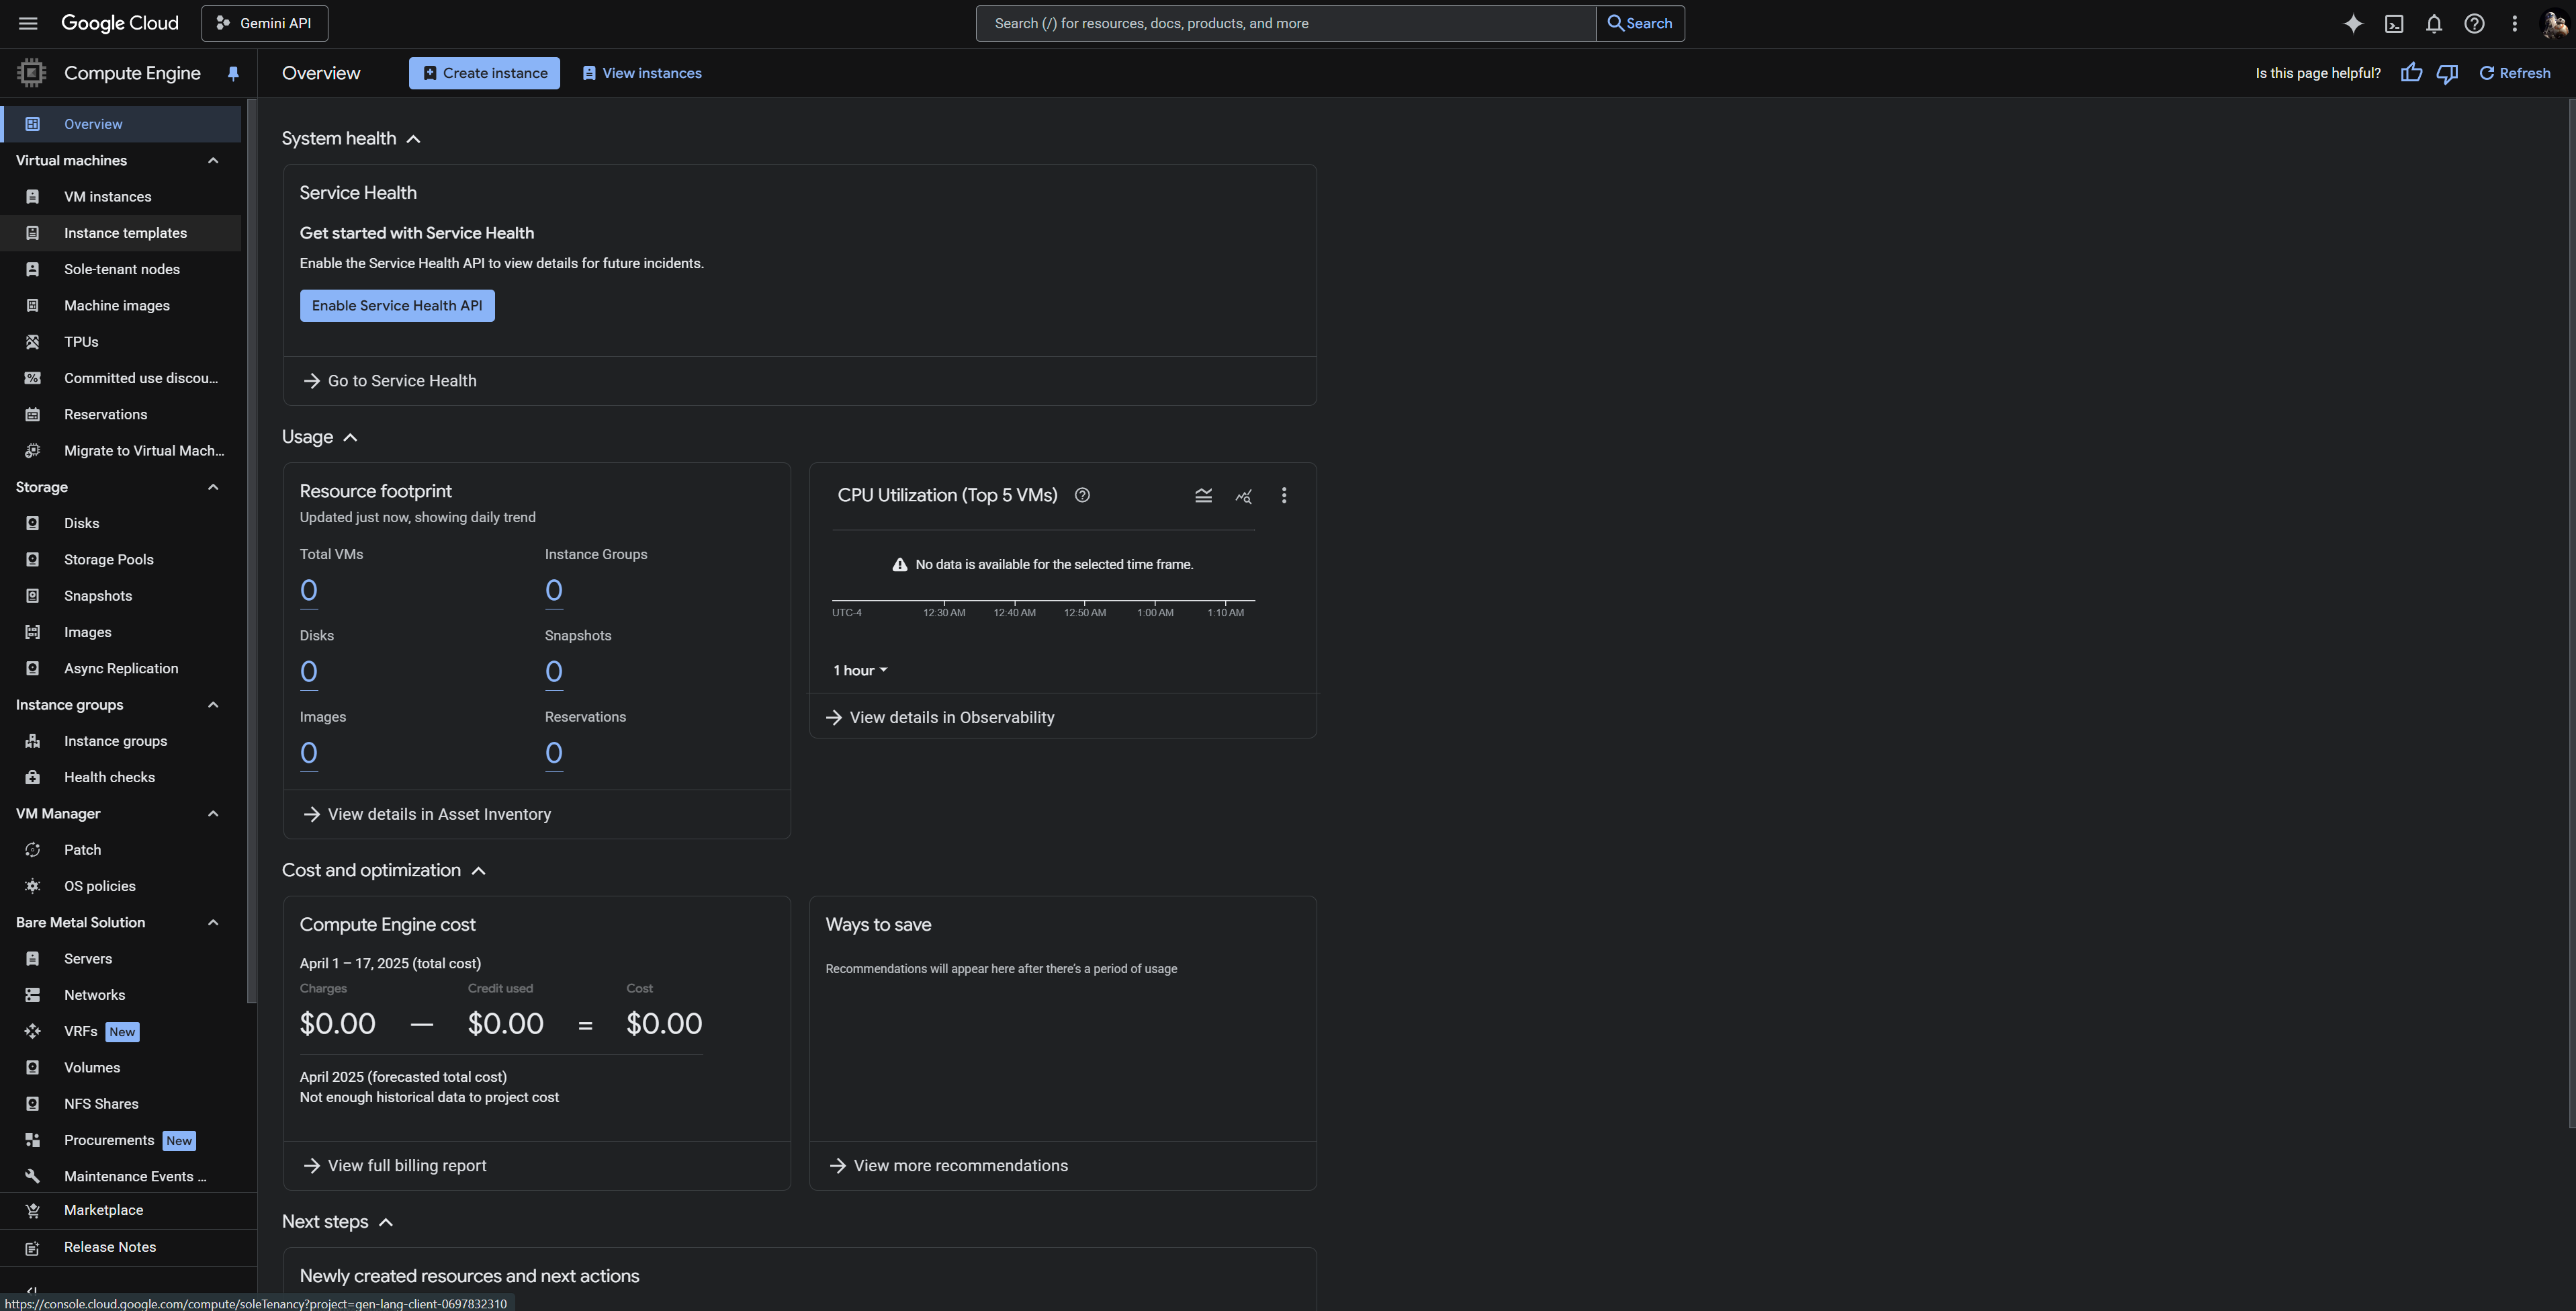 Google Cloud
Gemini API
Search (/) for resources, docs, products, and more
Search
Compute Engine
Overview
Create instance
View instances
Is this page helpful?
Refresh
Overview
Virtual machines
VM instances
Instance templates
Sole-tenant nodes
Machine images
TPUs
Committed use discou...
Reservations
Migrate to Virtual Mach...
Storage
Disks
Storage Pools
Snapshots
Images
Async Replication
Instance groups
Instance groups
Health checks
VM Manager
Patch
OS policies
Bare Metal Solution
Servers
Networks
VRFs New
Volumes
NFS Shares
Procurements New
Maintenance Events ...
Marketplace
Release Notes
System health
Service Health
Get started with Service Health
Enable the Service Health API to view details for future incidents.
Enable Service Health API
Go to Service Health
Usage
Resource footprint
Updated just now, showing daily trend
Total VMs Instance Groups
0 0
Disks Snapshots
0 0
Images Reservations
0 0
View details in Asset Inventory
CPU Utilization (Top 5 VMs)
No data is available for the selected time frame.
UTC-4 12:30 AM 12:40 AM 12:50 AM 1:00 AM 1:10 AM
1 hour
View details in Observability
Cost and optimization
Compute Engine cost
April 1 – 17, 2025 (total cost)
Charges Credit used Cost
$0.00 — $0.00 = $0.00
April 2025 (forecasted total cost)
Not enough historical data to project cost
View full billing report
Ways to save
Recommendations will appear here after there's a period of usage
View more recommendations
Next steps
Newly created resources and next actions
https://console.cloud.google.com/compute/soleTenancy?project=gen-lang-client-0697832310